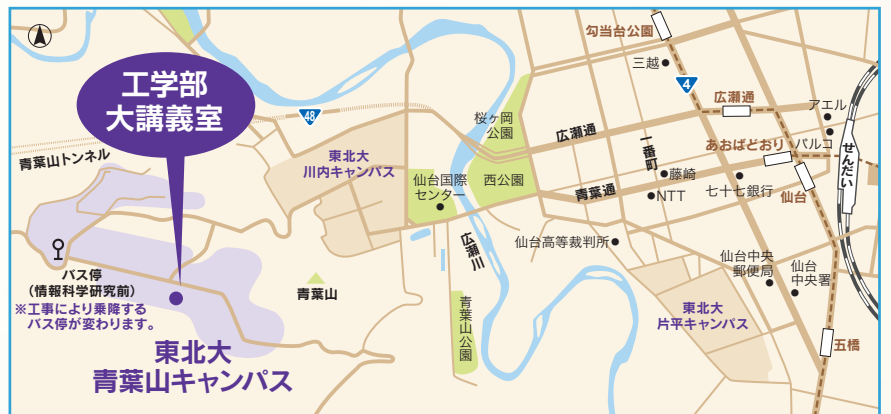 工学部
大講義室
青葉山トンネル
バス停
(情報科学研究前)
※工事により乗降する
バス停が変わります。
東北大
青葉山キャンパス
青葉山
48
東北大
川内キャンパス
仙台国際
センター
桜ヶ岡
公園
西公園
広瀬川
青葉山公園
広瀬通
青葉通
一番町
勾当台公園
三越
4
広瀬通
アエル
パルコ
あおばどおり
せんだい
藤崎
NTT
七十七銀行
仙台
仙台高等裁判所
仙台中央
郵便局
仙台
中央署
東北大
片平キャンパス
五橋